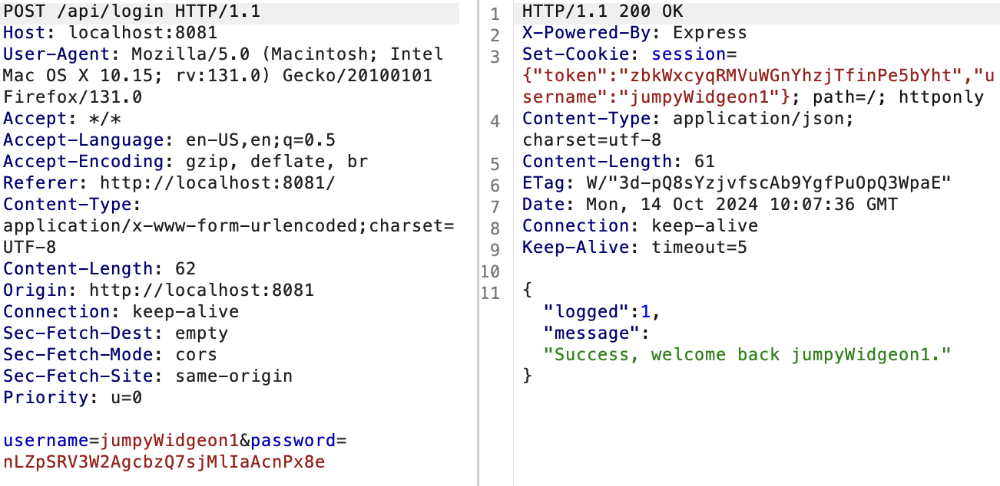 POST /api/login HTTP/1.1
Host: localhost:8081
User-Agent: Mozilla/5.0 (Macintosh; Intel
Mac OS X 10.15; rv:131.0) Gecko/20100101
Firefox/131.0
Accept: */*
Accept-Language: en-US,en;q=0.5
Accept-Encoding: gzip, deflate, br
Referer: http://localhost:8081/
Content-Type:
application/x-www-form-urlencoded;charset=
UTF-8
Content-Length: 62
Origin: http://localhost:8081
Connection: keep-alive
Sec-Fetch-Dest: empty
Sec-Fetch-Mode: cors
Sec-Fetch-Site: same-origin
Priority: u=0
username=jumpyWidgeon1&password=
nLZpSRV3W2AgcbzQ7sjMlIaAcnPx8e
1 HTTP/1.1 200 OK
2 X-Powered-By: Express
3 Set-Cookie: session=
{"token":"zbkWxcyqRMVuWGnYhzjTfinPe5bYht","u
sername":"jumpyWidgeon1"}; path=/; httponly
4 Content-Type: application/json;
charset=utf-8
5 Content-Length: 61
6 ETag: W/"3d-pQ8sYzjvfscAb9YgfPuOpQ3WpaE"
7 Date: Mon, 14 Oct 2024 10:07:36 GMT
8 Connection: keep-alive
9 Keep-Alive: timeout=5
10
11 {
"logged":1,
"message":
"Success, welcome back jumpyWidgeon1."
}